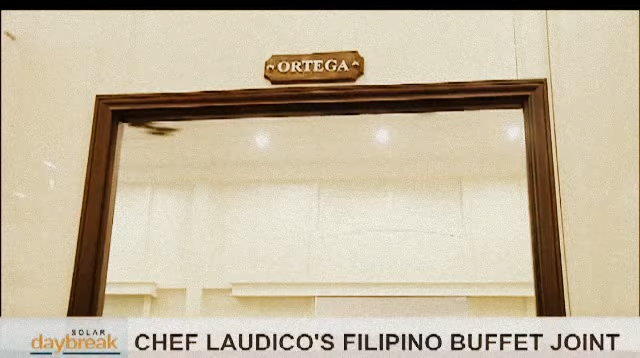 ORTEGA
SOLAR
daybreak
CHEF LAUDICO'S FILIPINO BUFFET JOINT